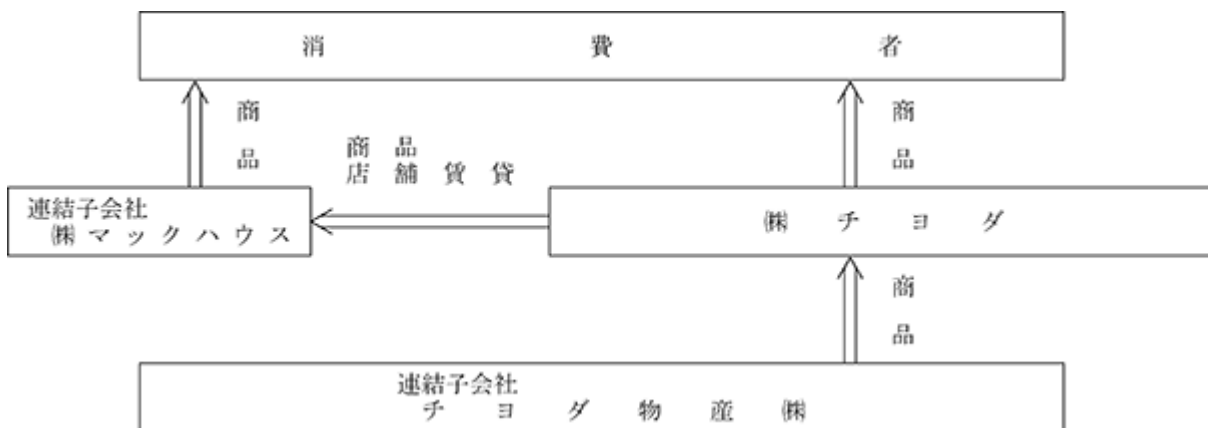 消費者
商品
商品
商品
店舗賃貸
連結子会社
㈱マックハウス
㈱チヨダ
商品
連結子会社
チヨダ物産㈱